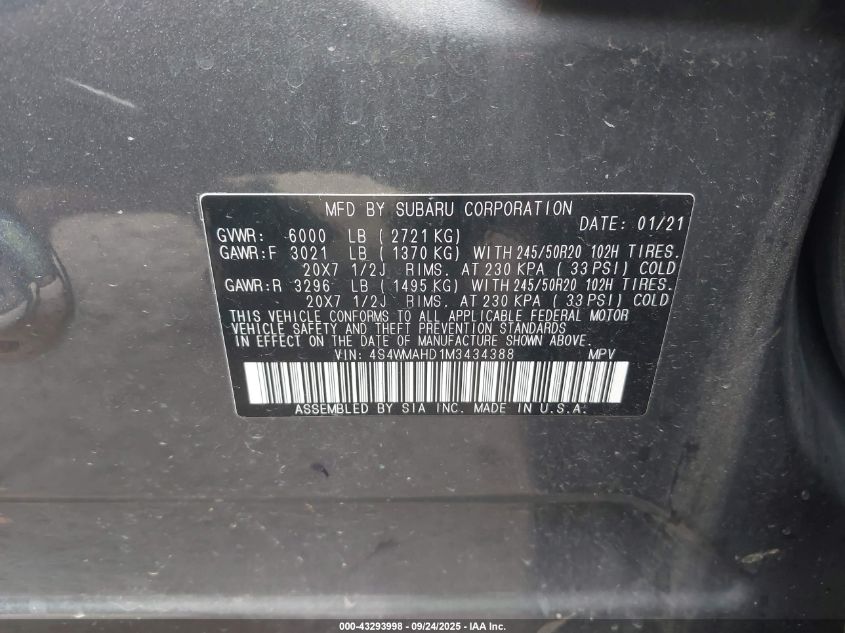 MFD BY SUBARU CORPORATION
DATE: 01/21
GVWR: 6000 LB ( 2721 KG)
GAWR: F 3021 LB ( 1370 KG) WITH 245/50R20 102H TIRES.
20X7 1/2J RIMS. AT 230 KPA ( 33 PSI) COLD
GAWR: R 3296 LB ( 1495 KG) WITH 245/50R20 102H TIRES.
20X7 1/2J RIMS. AT 230 KPA ( 33 PSI) COLD
THIS VEHICLE CONFORMS TO ALL APPLICABLE FEDERAL MOTOR
VEHICLE SAFETY AND THEFT PREVENTION STANDARDS
IN EFFECT ON THE DATE OF MANUFACTURE SHOWN ABOVE.
VIN: 4S4WMAHD1M3434388 MPV
ASSEMBLED BY SIA INC. MADE IN U.S.A.
000-43293998 - 09/24/2025 - IAA Inc.